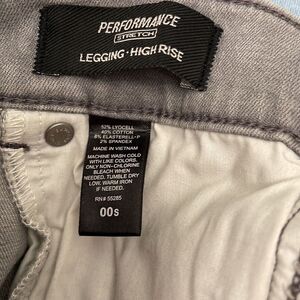 PERFORMANCE
STRETCH
LEGGING · HIGH RISE
52% LYOCELL
40% COTTON
6% ELASTERELL-P
2% SPANDEX
MADE IN VIETNAM
MACHINE WASH COLD
WITH LIKE COLORS.
ONLY NON-CHLORINE
BLEACH WHEN
NEEDED. TUMBLE DRY
LOW. WARM IRON
IF NEEDED.
RN# 55285
00S